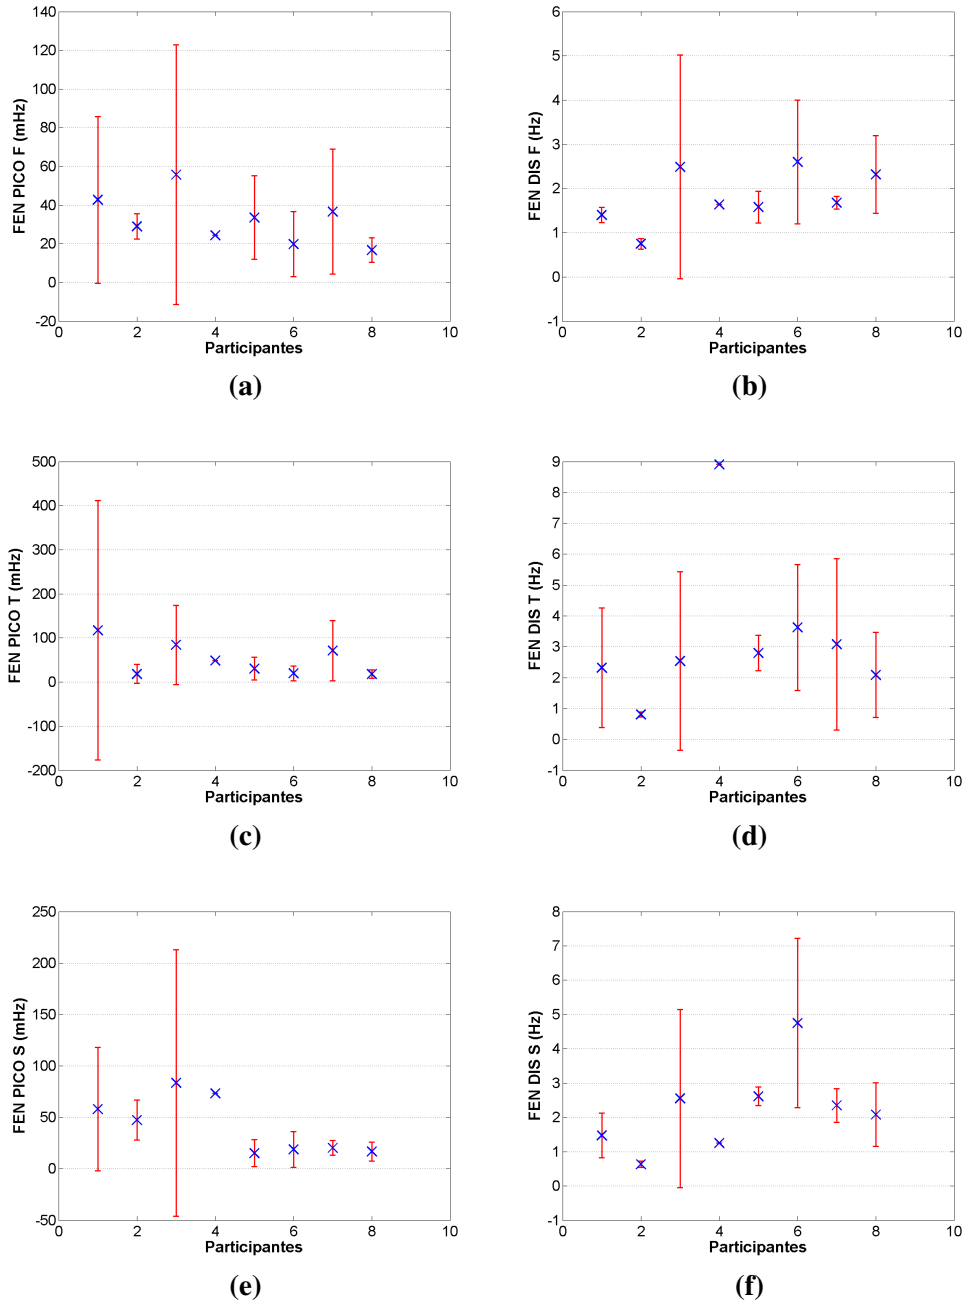 140
120
100
80
60
40
20
0
-20
FEN PICO F (mHz)
0 2 4 6 8 10
Participantes
(a)
6
5
4
3
2
1
0
-1
FEN DIS F (Hz)
0 2 4 6 8 10
Participantes
(b)
500
400
300
200
100
0
-100
-200
FEN PICO T (mHz)
0 2 4 6 8 10
Participantes
(c)
9
8
7
6
5
4
3
2
1
0
-1
FEN DIS T (Hz)
0 2 4 6 8 10
Participantes
(d)
250
200
150
100
50
0
-50
FEN PICO S (mHz)
0 2 4 6 8 10
Participantes
(e)
8
7
6
5
4
3
2
1
0
-1
FEN DIS S (Hz)
0 2 4 6 8 10
Participantes
(f)